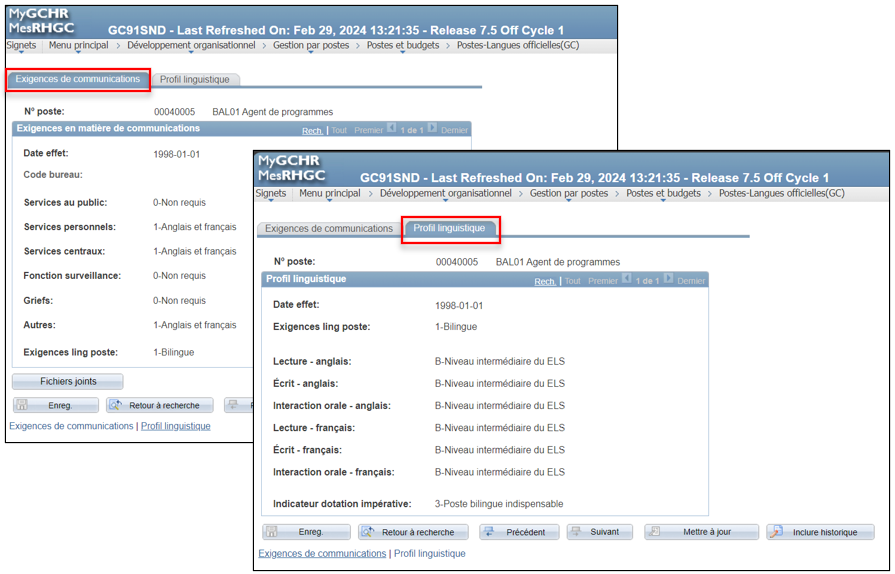 MyGCHR
MesRHGC
GC91SND - Last Refreshed On: Feb 29, 2024 13:21:35 - Release 7.5 Off Cycle 1
Signets Menu principal > Développement organisationnel > Gestion par postes > Postes et budgets > Postes-Langues officielles(GC)
Exigences de communications Profil linguistique
Nº poste: 00040005 BAL01 Agent de programmes
Exigences en matière de communications Rech. | Tout Premier 1 de 1 Dernier
Date effet: 1998-01-01
Code bureau:
Services au public: 0-Non requis
Services personnels: 1-Anglais et français
Services centraux: 1-Anglais et français
Fonction surveillance: 0-Non requis
Griefs: 0-Non requis
Autres: 1-Anglais et français
Exigences ling poste: 1-Bilingue
Fichiers joints
Enreg. Retour à recherche
Exigences de communications | Profil linguistique
MyGCHR
MesRHGC
GC91SND - Last Refreshed On: Feb 29, 2024 13:21:35 - Release 7.5 Off Cycle 1
Signets Menu principal > Développement organisationnel > Gestion par postes > Postes et budgets > Postes-Langues officielles(GC)
Exigences de communications Profil linguistique
Nº poste: 00040005 BAL01 Agent de programmes
Profil linguistique Rech. | Tout Premier 1 de 1 Dernier
Date effet: 1998-01-01
Exigences ling poste: 1-Bilingue
Lecture - anglais: B-Niveau intermédiaire du ELS
Écrit - anglais: B-Niveau intermédiaire du ELS
Interaction orale - anglais: B-Niveau intermédiaire du ELS
Lecture - français: B-Niveau intermédiaire du ELS
Écrit - français: B-Niveau intermédiaire du ELS
Interaction orale - français: B-Niveau intermédiaire du ELS
Indicateur dotation impérative: 3-Poste bilingue indispensable
Enreg. Retour à recherche Précédent Suivant Mettre à jour Inclure historique
Exigences de communications | Profil linguistique